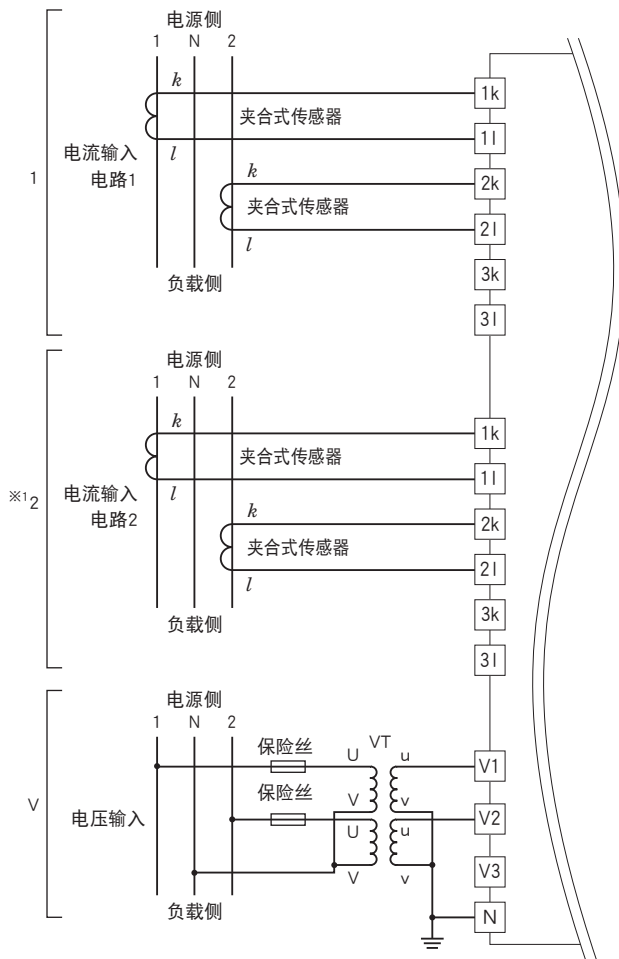 电源侧
1 N 2
k
1k
夹合式传感器
1l
l
电流输入
电路1
1
k
2k
夹合式传感器
2l
l
3k
负载侧
3l
电源侧
1 N 2
k
1k
夹合式传感器
1l
l
电流输入
电路2
※1 2
k
2k
夹合式传感器
2l
l
3k
负载侧
3l
电源侧
1 N 2
保险丝
U VT u
V1
保险丝
V v
V
电压输入
U u
V2
V v
V3
负载侧
N